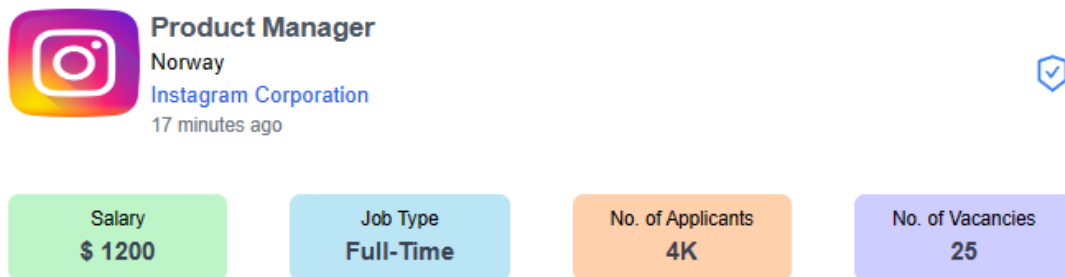 Product Manager
Norway
Instagram Corporation
17 minutes ago
Salary
$ 1200
Job Type
Full-Time
No. of Applicants
4K
No. of Vacancies
25